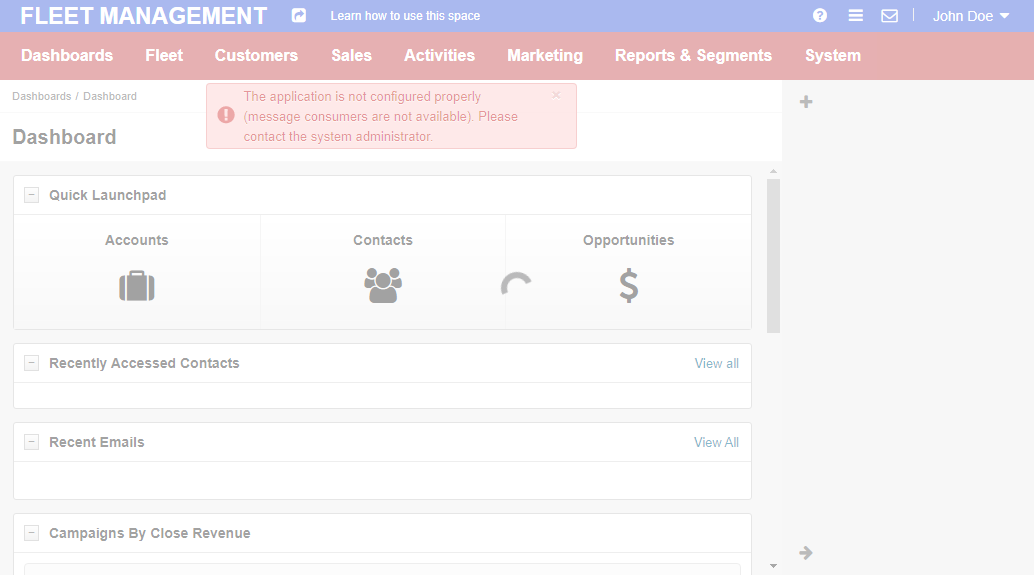 FLEET MANAGEMENT
Learn how to use this space
John Doe
Dashboards Fleet Customers Sales Activities Marketing Reports & Segments System
Dashboards / Dashboard
The application is not configured properly
(message consumers are not available). Please
contact the system administrator.
Dashboard
Quick Launchpad
Accounts Contacts Opportunities
Recently Accessed Contacts View all
Recent Emails View All
Campaigns By Close Revenue